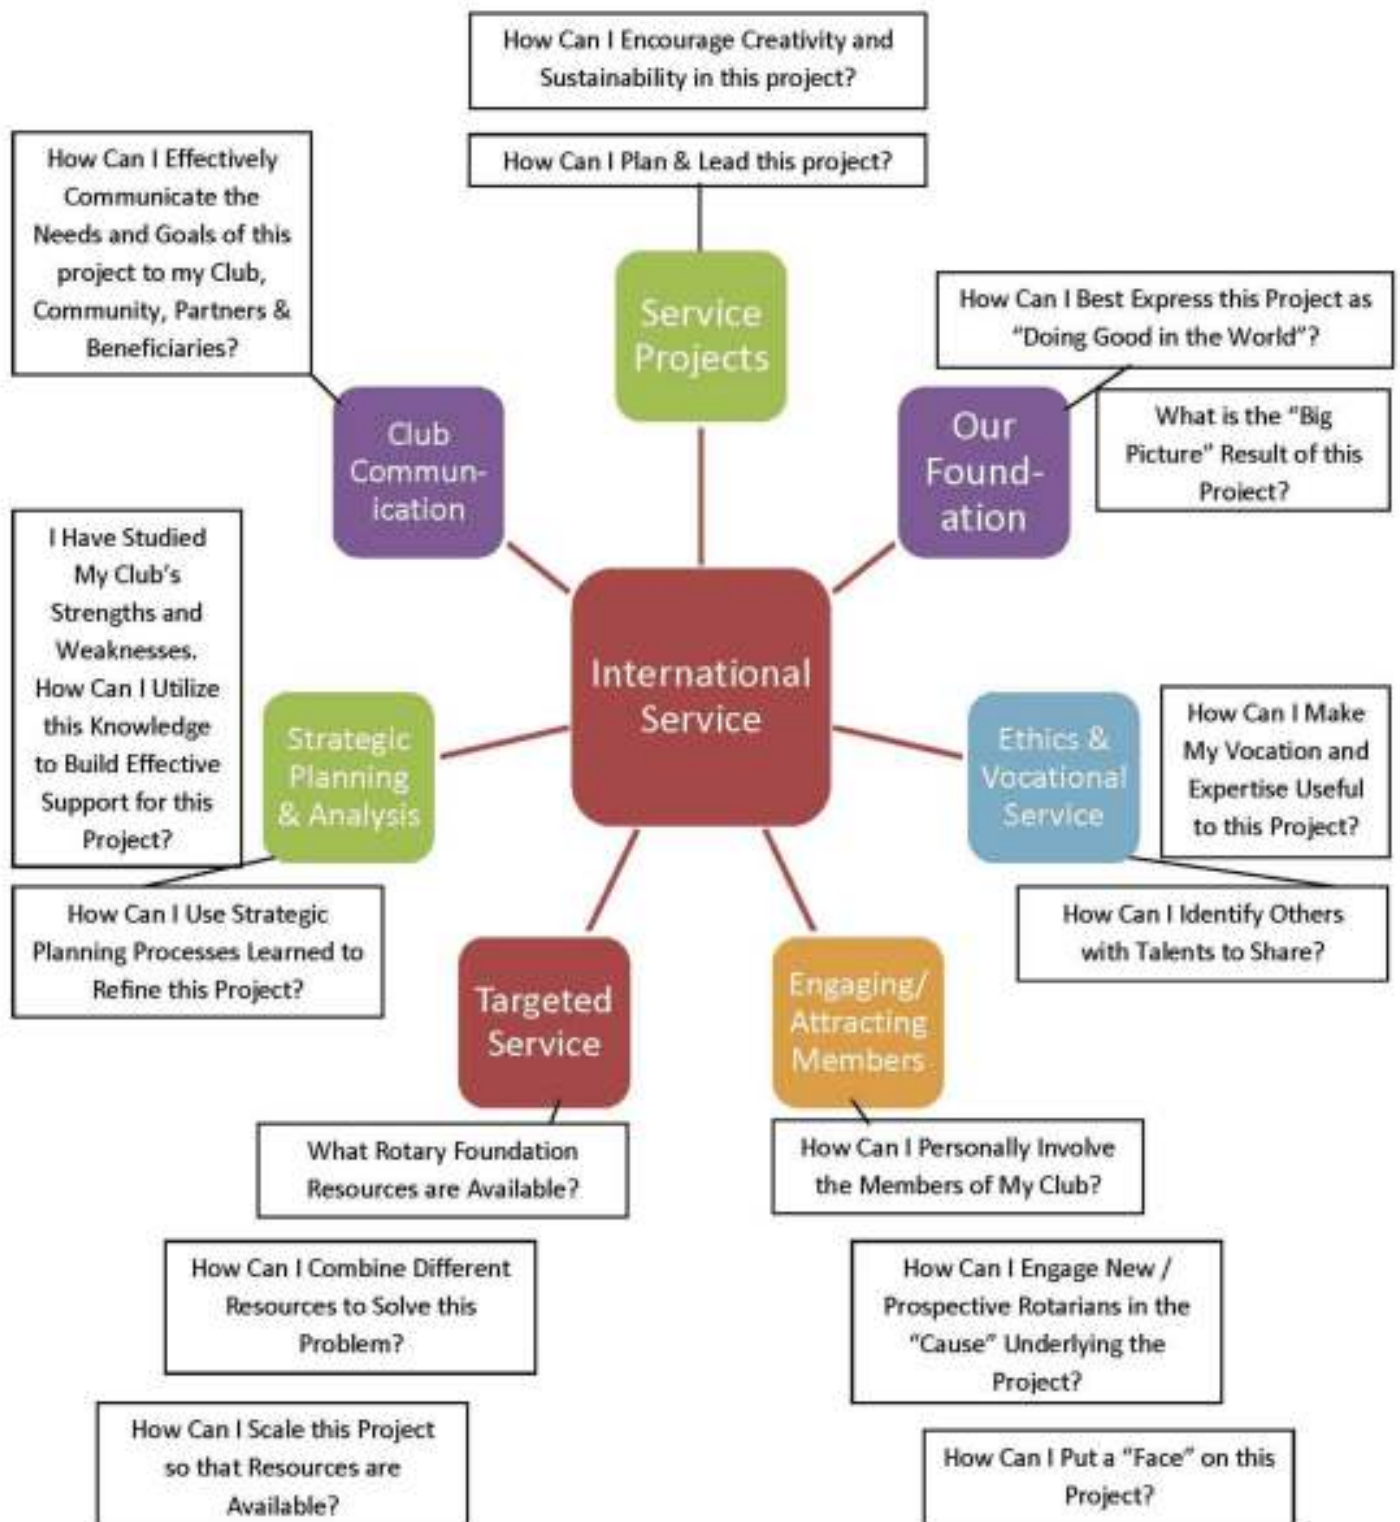 How Can I Encourage Creativity and
Sustainability in this project?
How Can I Plan & Lead this project?
Service
Projects
How Can I Effectively
Communicate the
Needs and Goals of this
project to my Club,
Community, Partners &
Beneficiaries?
Club
Commun-
ication
How Can I Best Express this Project as
“Doing Good in the World”?
What is the “Big
Picture” Result of this
Project?
Our
Found-
ation
I Have Studied
My Club’s
Strengths and
Weaknesses.
How Can I Utilize
this Knowledge
to Build Effective
Support for this
Project?
Strategic
Planning
& Analysis
How Can I Use Strategic
Planning Processes Learned to
Refine this Project?
International
Service
Ethics &
Vocational
Service
How Can I Make
My Vocation and
Expertise Useful
to this Project?
How Can I Identify Others
with Talents to Share?
Targeted
Service
What Rotary Foundation
Resources are Available?
How Can I Combine Different
Resources to Solve this
Problem?
How Can I Scale this Project
so that Resources are
Available?
Engaging/
Attracting
Members
How Can I Personally Involve
the Members of My Club?
How Can I Engage New /
Prospective Rotarians in the
“Cause” Underlying the
Project?
How Can I Put a “Face” on this
Project?